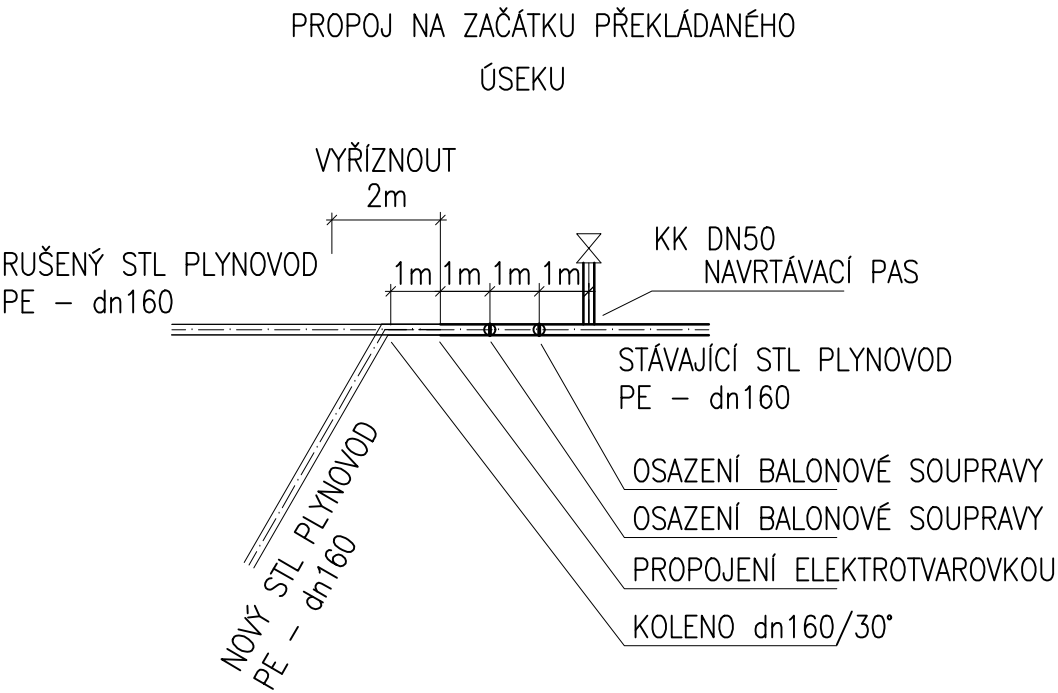 PROPOJ NA ZAČÁTKU PŘEKLÁDANÉHO
ÚSEKU
VYŘÍZNOUT
2m
KK DN50
NAVRTÁVACÍ PAS
RUŠENÝ STL PLYNOVOD
PE – dn160
1m 1m 1m 1m
STÁVAJÍCÍ STL PLYNOVOD
PE – dn160
NOVÝ STL PLYNOVOD
PE – dn160
OSAZENÍ BALONOVÉ SOUPRAVY
OSAZENÍ BALONOVÉ SOUPRAVY
PROPOJENÍ ELEKTROTVAROVKOU
KOLENO dn160/30°